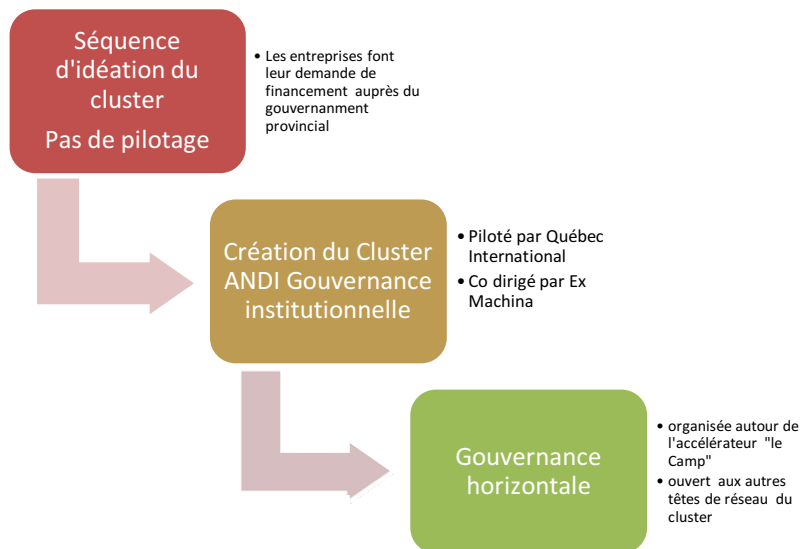 Séquence
d'idéation du
cluster
Pas de pilotage
• Les entreprises font
leur demande de
financement auprès du
gouvernanment
provincial
Création du Cluster
ANDI Gouvernance
institutionnelle
• Piloté par Québec
International
• Co dirigé par Ex
Machina
Gouvernance
horizontale
• organisée autour de
l'accélérateur "le
Camp"
• ouvert aux autres
têtes de réseau du
cluster